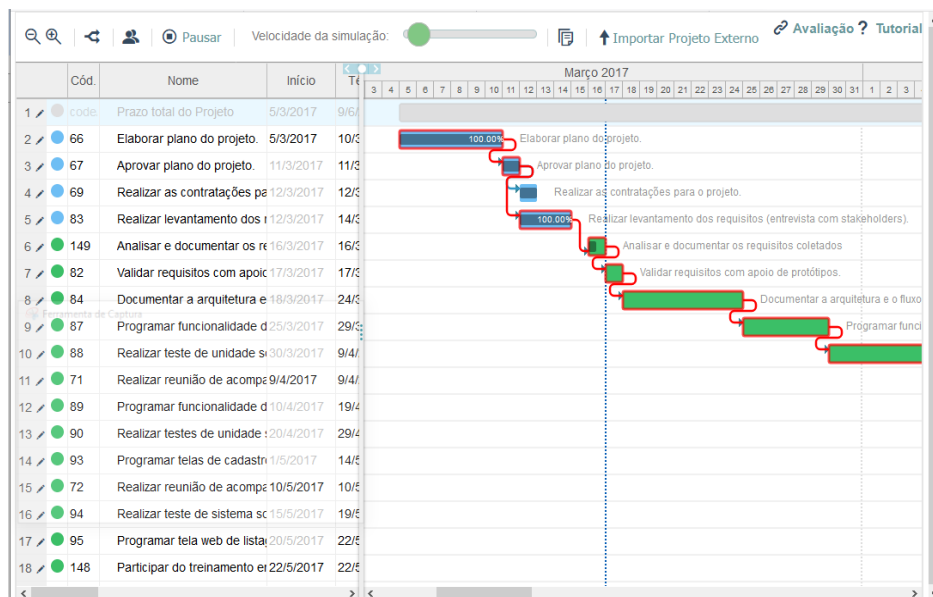 Pausar Velocidade da simulação: Importar Projeto Externo Avaliação ? Tutorial
Cód. Nome Início Março 2017
3 4 5 6 7 8 9 10 11 12 13 14 15 16 17 18 19 20 21 22 23 24 25 26 27 28 29 30 31 1 2 3
1 code Prazo total do Projeto 5/3/2017 9/6/
2 66 Elaborar plano do projeto. 5/3/2017 10/3 100.00% Elaborar plano do projeto.
3 67 Aprovar plano do projeto. 11/3/2017 11/3 Aprovar plano do projeto.
4 69 Realizar as contratações pa 12/3/2017 12/3 Realizar as contratações para o projeto.
5 83 Realizar levantamento dos r 12/3/2017 14/3 100.00% Realizar levantamento dos requisitos (entrevista com stakeholders).
6 149 Analisar e documentar os re 16/3/2017 16/3 Analisar e documentar os requisitos coletados
7 82 Validar requisitos com apoio 17/3/2017 17/3 Validar requisitos com apoio de protótipos.
8 84 Documentar a arquitetura e 18/3/2017 24/3 Documentar a arquitetura e o fluxo
Ferramenta de Captura
9 87 Programar funcionalidade d 25/3/2017 29/3 Programar funci
10 88 Realizar teste de unidade so 30/3/2017 9/4/
11 71 Realizar reunião de acompa 9/4/2017 9/4/
12 89 Programar funcionalidade d 10/4/2017 19/4
13 90 Realizar testes de unidade 20/4/2017 29/4
14 93 Programar telas de cadastro 1/5/2017 14/5
15 72 Realizar reunião de acompa 10/5/2017 10/5
16 94 Realizar teste de sistema so 15/5/2017 19/5
17 95 Programar tela web de listag 20/5/2017 22/5
18 148 Participar do treinamento em 22/5/2017 22/5